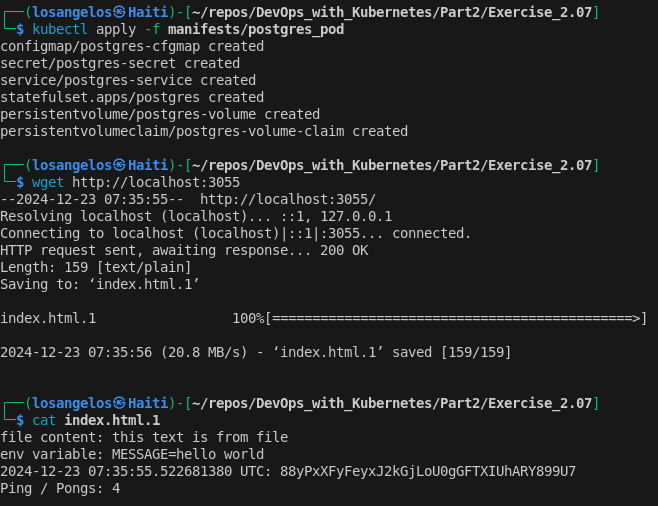 ┌──(losangelos㉿Haiti)-[~/repos/DevOps_with_Kubernetes/Part2/Exercise_2.07]
└─$ kubectl apply -f manifests/postgres_pod
configmap/postgres-cfgmap created
secret/postgres-secret created
service/postgres-service created
statefulset.apps/postgres created
persistentvolume/postgres-volume created
persistentvolumeclaim/postgres-volume-claim created

┌──(losangelos㉿Haiti)-[~/repos/DevOps_with_Kubernetes/Part2/Exercise_2.07]
└─$ wget http://localhost:3055
--2024-12-23 07:35:55--  http://localhost:3055/
Resolving localhost (localhost)... ::1, 127.0.0.1
Connecting to localhost (localhost)|::1|:3055... connected.
HTTP request sent, awaiting response... 200 OK
Length: 159 [text/plain]
Saving to: ‘index.html.1’

index.html.1                 100%[=============================================>]

2024-12-23 07:35:56 (20.8 MB/s) - ‘index.html.1’ saved [159/159]

┌──(losangelos㉿Haiti)-[~/repos/DevOps_with_Kubernetes/Part2/Exercise_2.07]
└─$ cat index.html.1
file content: this text is from file
env variable: MESSAGE=hello world
2024-12-23 07:35:55.522681380 UTC: 88yPxXFyFeyxJ2kGjLoU0gGFTXIUhARY899U7
Ping / Pongs: 4